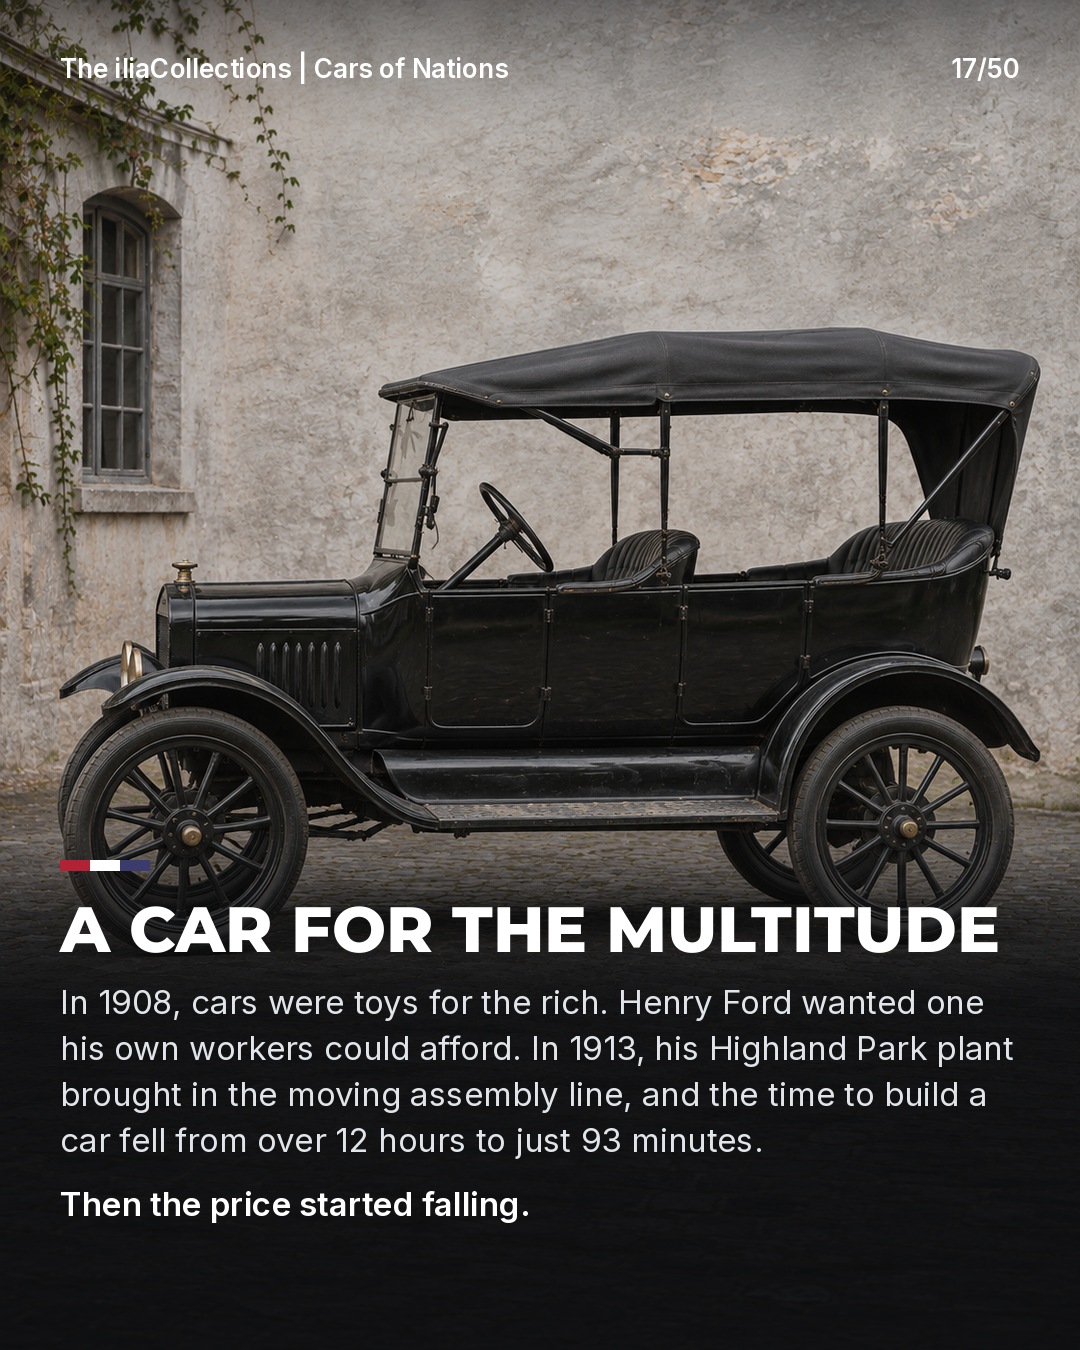 The iliaCollections | Cars of Nations
17/50
A CAR FOR THE MULTITUDE
In 1908, cars were toys for the rich. Henry Ford wanted one
his own workers could afford. In 1913, his Highland Park plant
brought in the moving assembly line, and the time to build a
car fell from over 12 hours to just 93 minutes.
Then the price started falling.